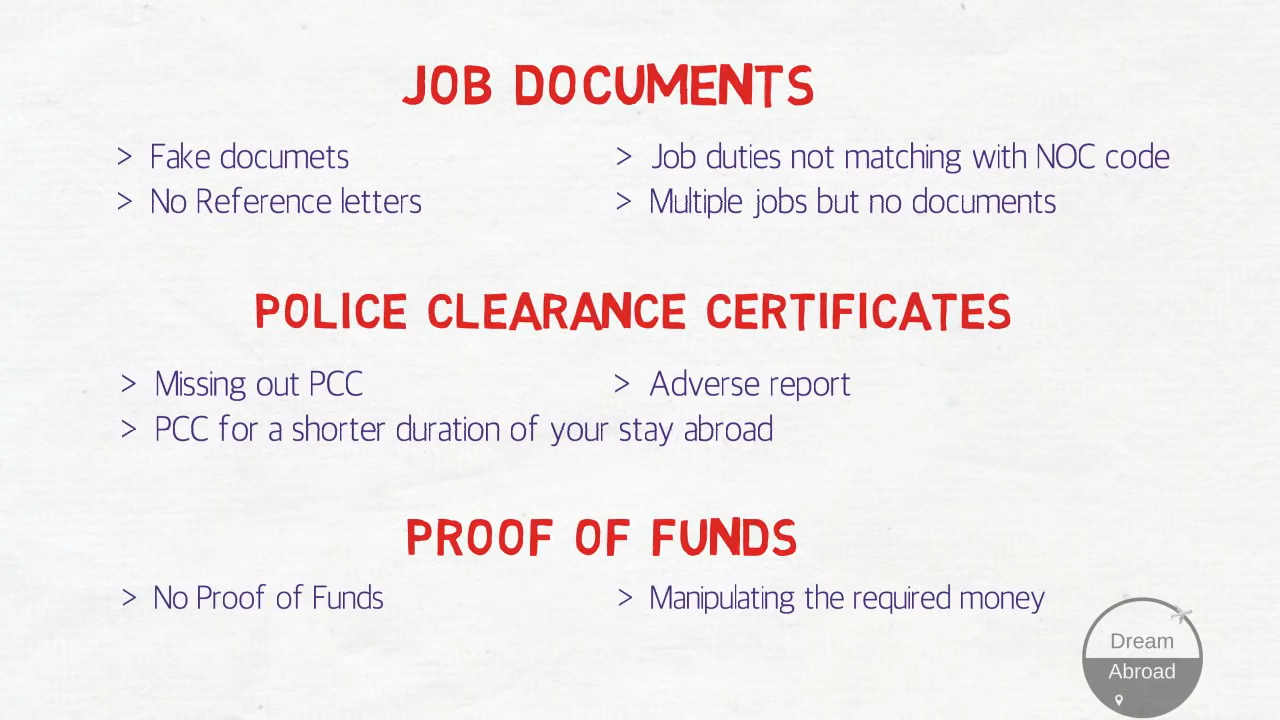 JOB DOCUMENTS
> Fake documets
> Job duties not matching with NOC code
> No Reference letters
> Multiple jobs but no documents
POLICE CLEARANCE CERTIFICATES
> Missing out PCC
> Adverse report
> PCC for a shorter duration of your stay abroad
PROOF OF FUNDS
> No Proof of Funds
> Manipulating the required money
Dream
Abroad